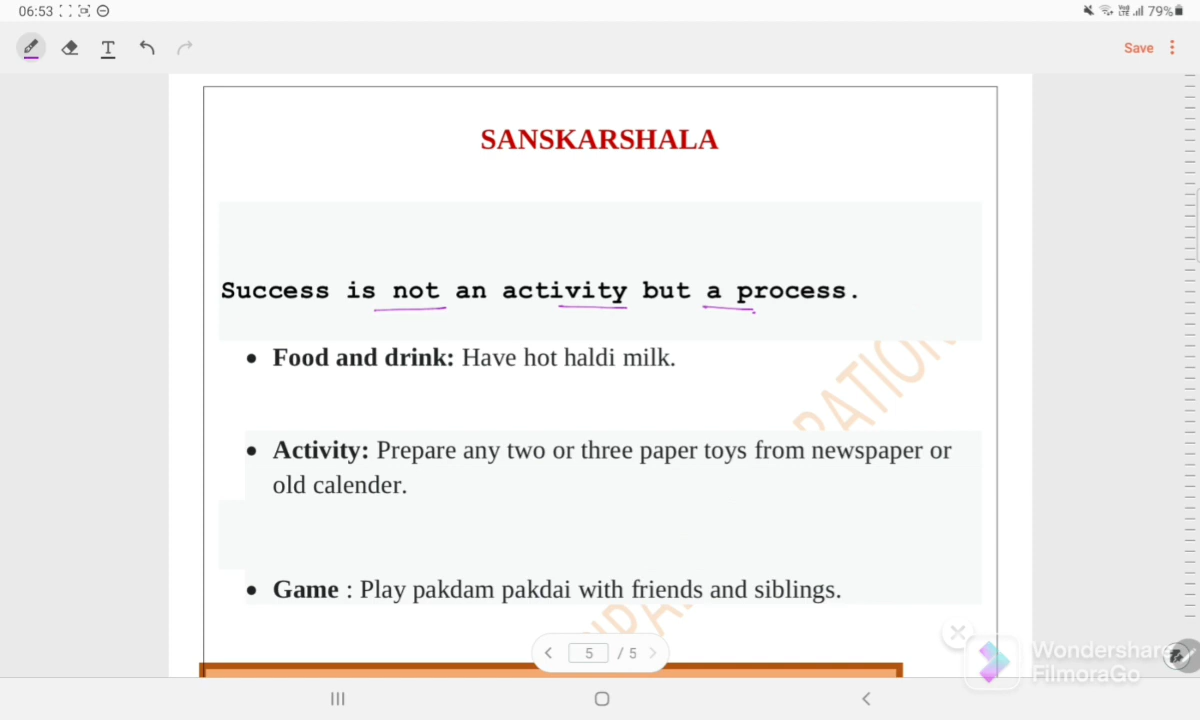 06:53 79%
T Save
SANSKARSHALA
Success is not an activity but a process.
• Food and drink: Have hot haldi milk.
• Activity: Prepare any two or three paper toys from newspaper or
old calender.
• Game : Play pakdam pakdai with friends and siblings.
5 / 5
Wondershare
FilmoraGo